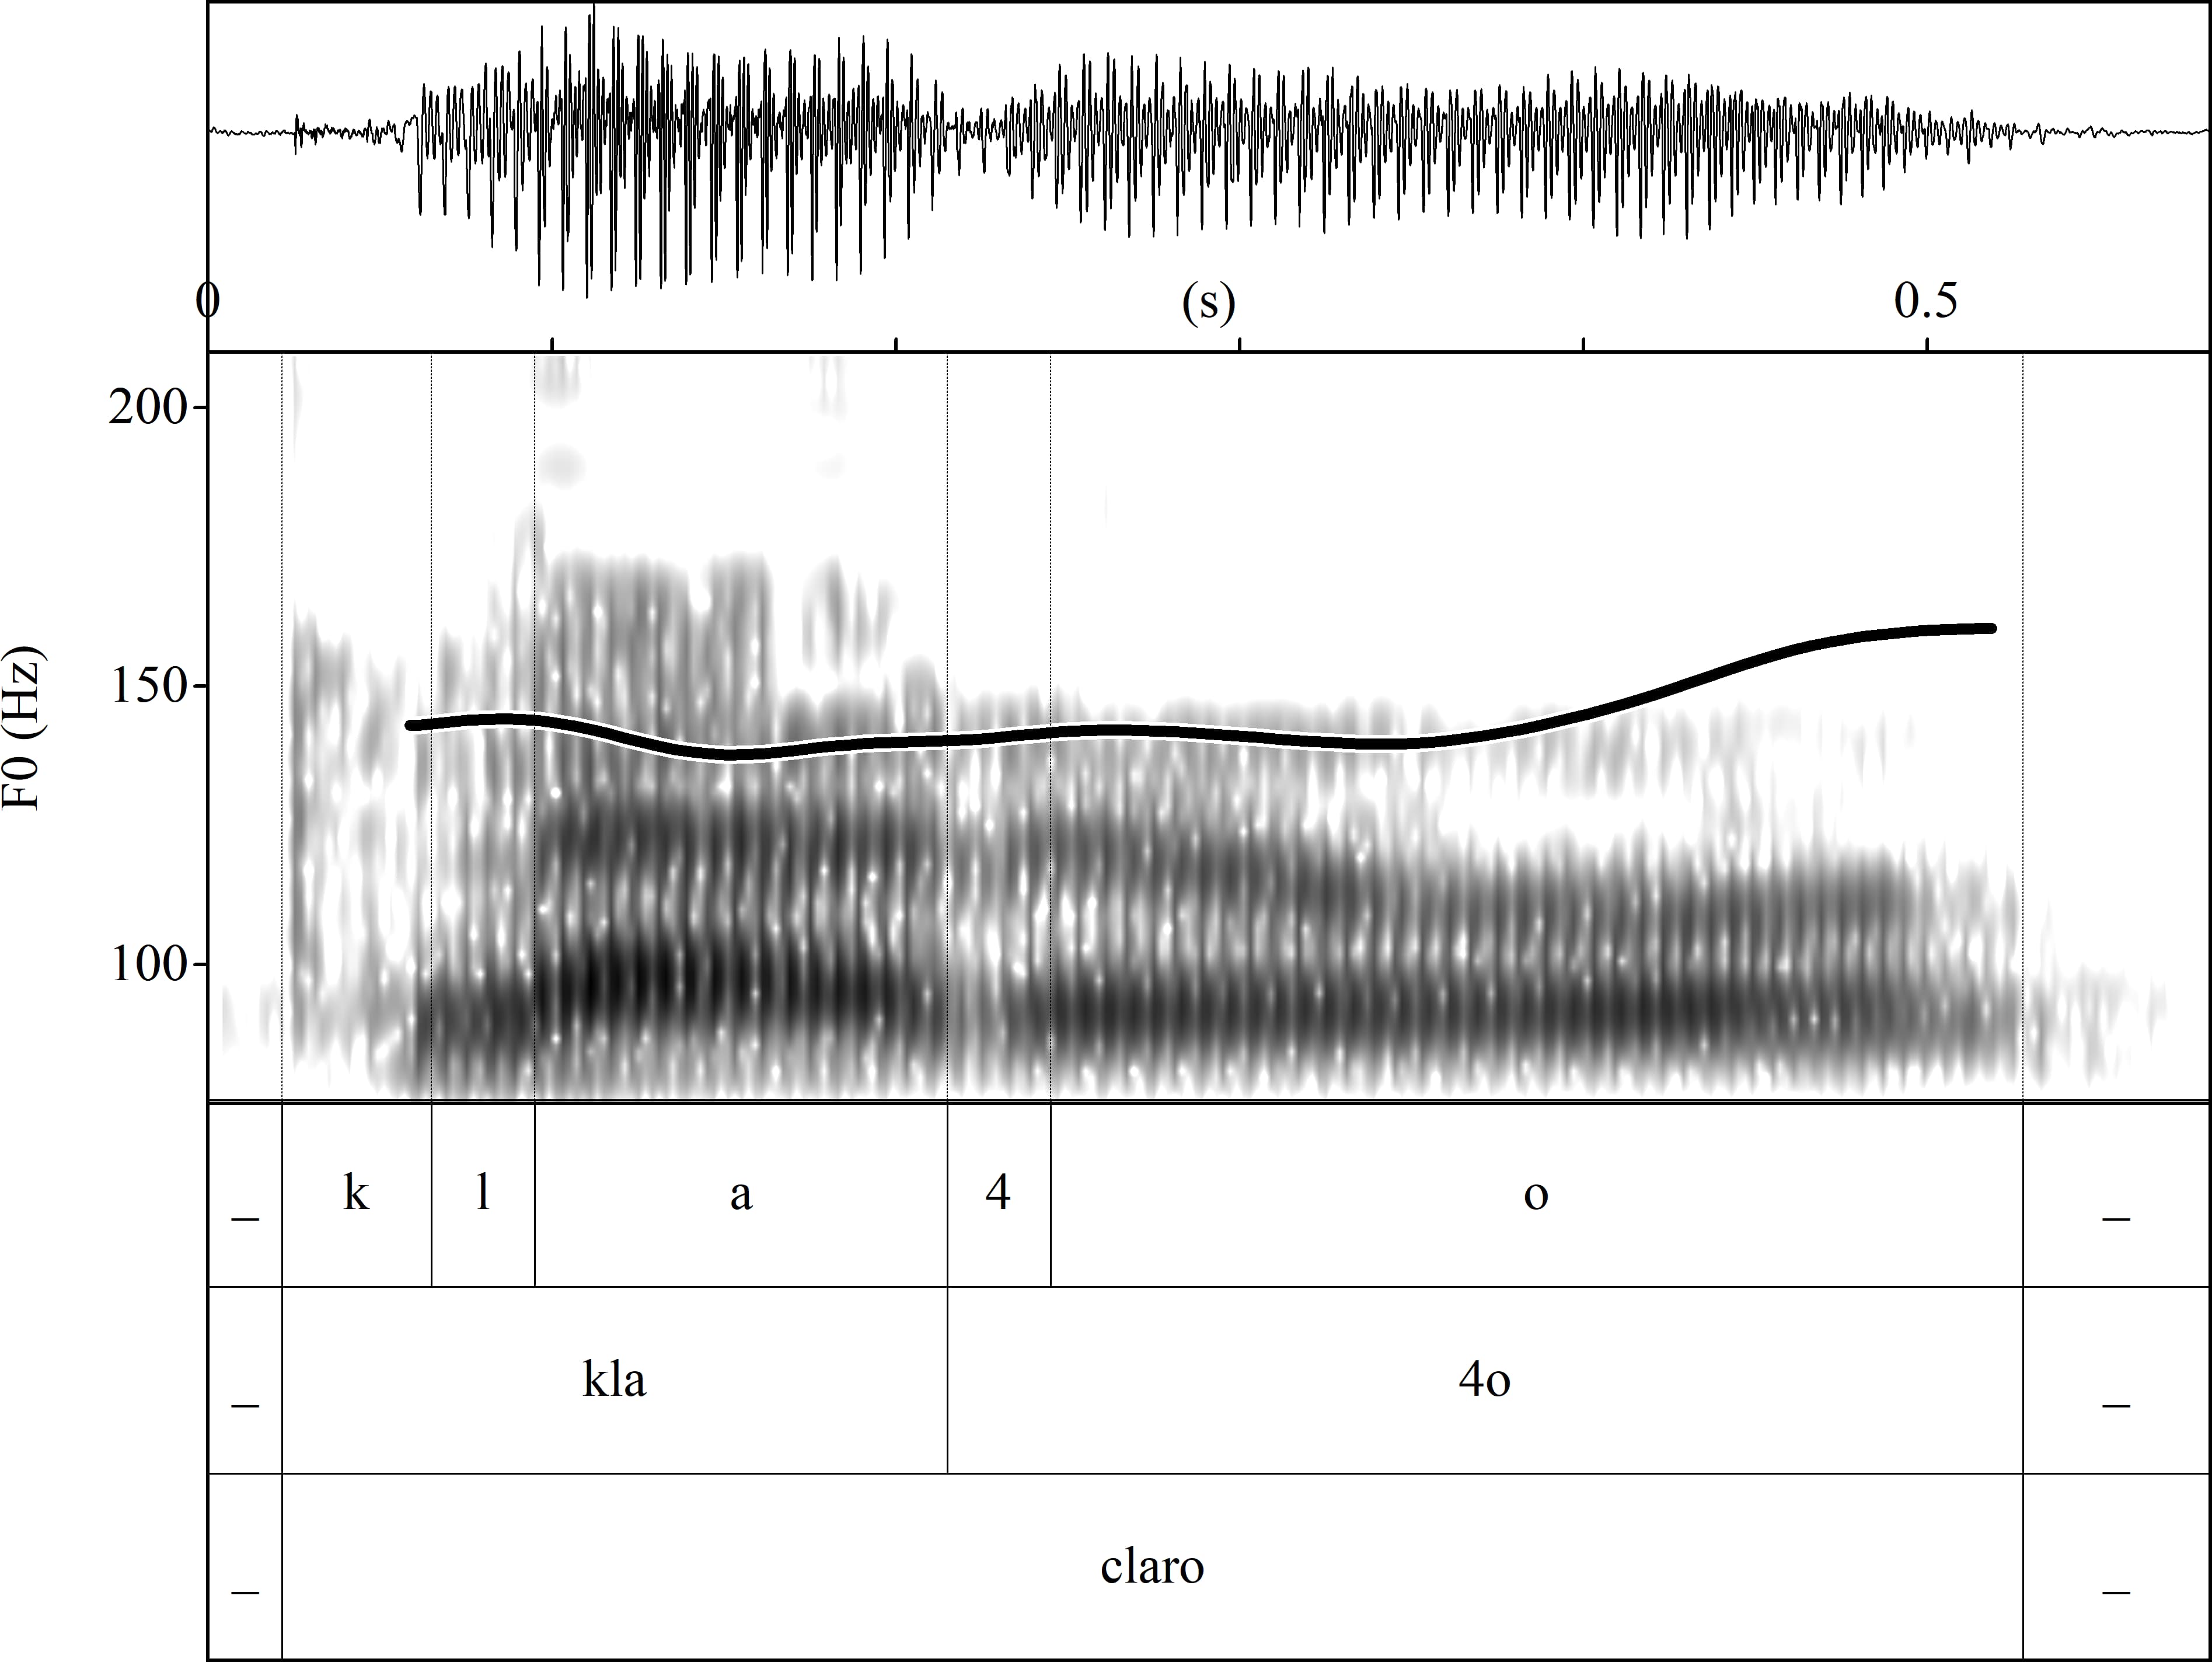 0 (s) 0.5
200
150
100
F0 (Hz)
_ k l a 4 o _
_ kla 4o _
_ claro _